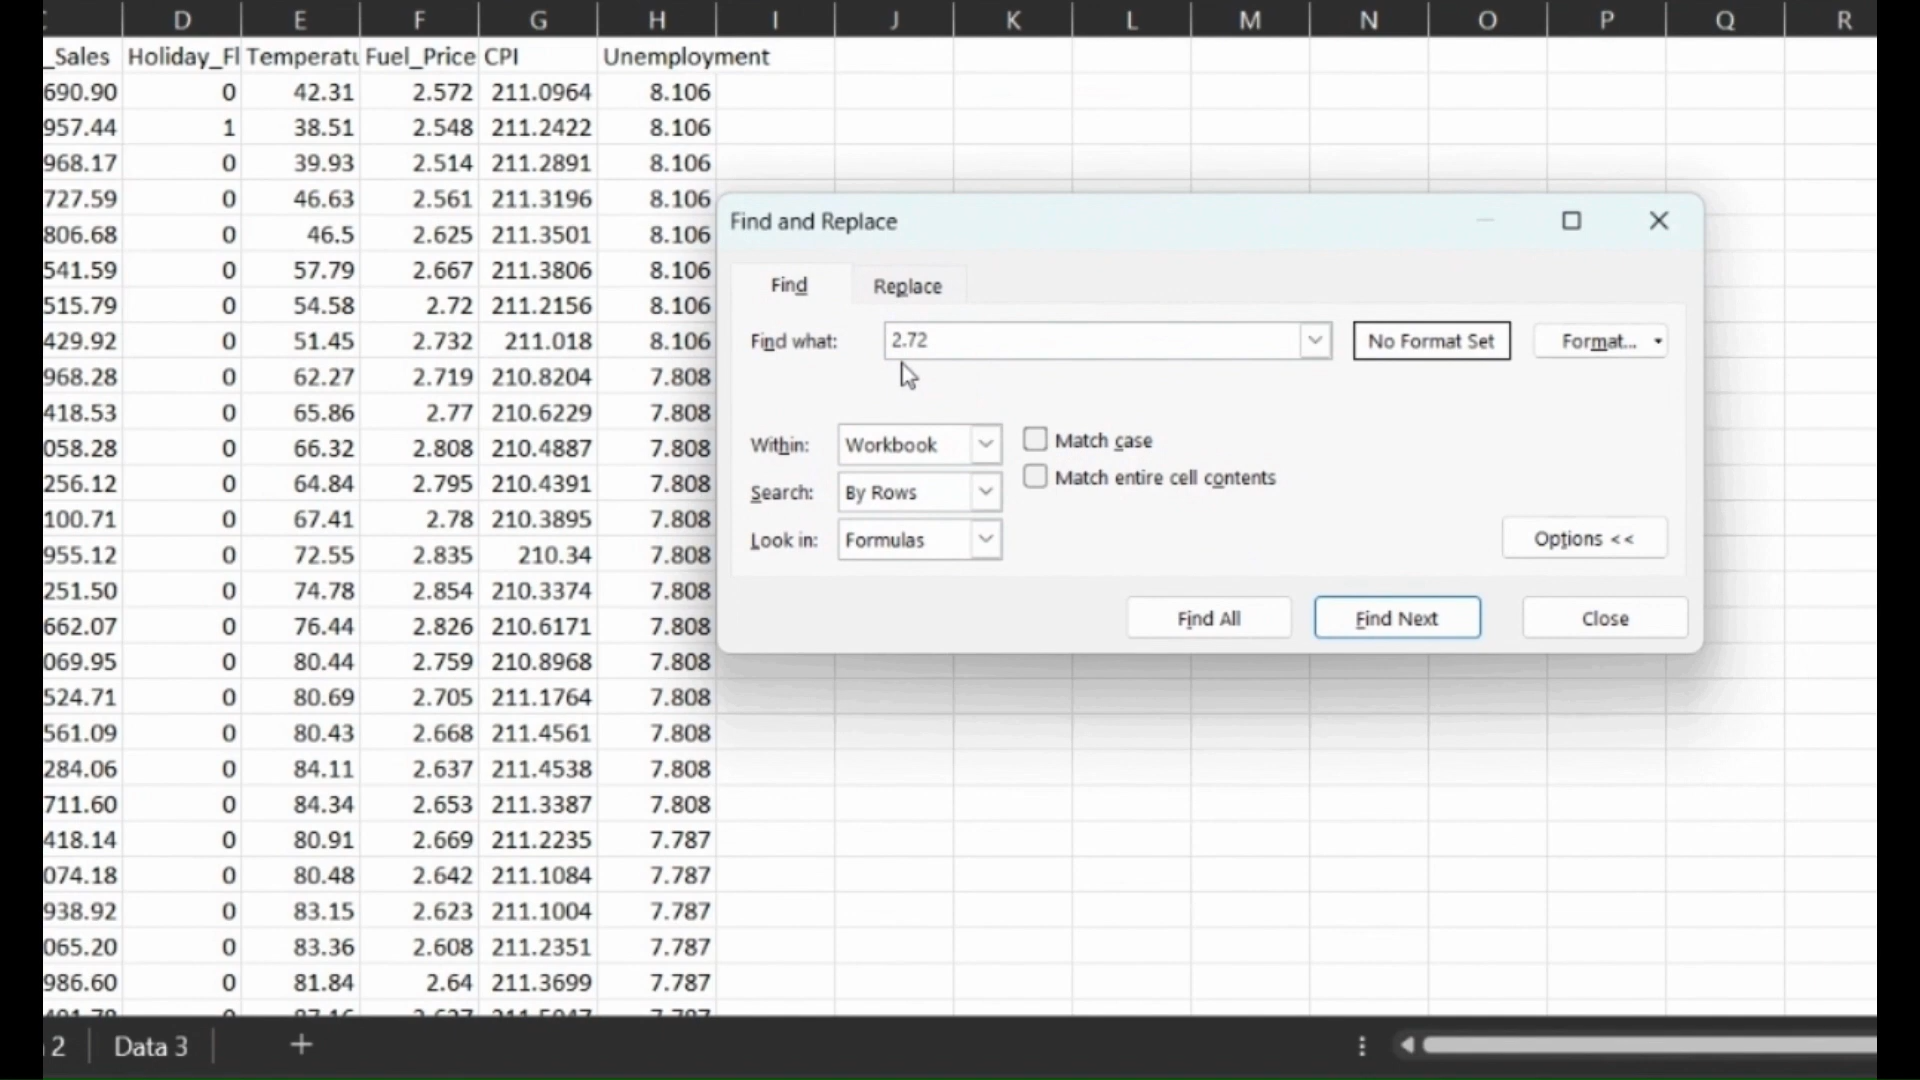 D E F G H I J K L M N O P Q R
_Sales Holiday_Fl Temperatu Fuel_Price CPI Unemployment
690.90 0 42.31 2.572 211.0964 8.106
957.44 1 38.51 2.548 211.2422 8.106
968.17 0 39.93 2.514 211.2891 8.106
727.59 0 46.63 2.561 211.3196 8.106
806.68 0 46.5 2.625 211.3501 8.106
541.59 0 57.79 2.667 211.3806 8.106
515.79 0 54.58 2.72 211.2156 8.106
429.92 0 51.45 2.732 211.018 8.106
968.28 0 62.27 2.719 210.8204 7.808
418.53 0 65.86 2.77 210.6229 7.808
058.28 0 66.32 2.808 210.4887 7.808
256.12 0 64.84 2.795 210.4391 7.808
100.71 0 67.41 2.78 210.3895 7.808
955.12 0 72.55 2.835 210.34 7.808
251.50 0 74.78 2.854 210.3374 7.808
662.07 0 76.44 2.826 210.6171 7.808
069.95 0 80.44 2.759 210.8968 7.808
524.71 0 80.69 2.705 211.1764 7.808
561.09 0 80.43 2.668 211.4561 7.808
284.06 0 84.11 2.637 211.4538 7.808
711.60 0 84.34 2.653 211.3387 7.808
418.14 0 80.91 2.669 211.2235 7.787
074.18 0 80.48 2.642 211.1084 7.787
938.92 0 83.15 2.623 211.1004 7.787
065.20 0 83.36 2.608 211.2351 7.787
986.60 0 81.84 2.64 211.3699 7.787
Find and Replace
Find Replace
Find what: 2.72 No Format Set Format...
Within: Workbook Match case
Search: By Rows Match entire cell contents
Look in: Formulas Options <<
Find All Find Next Close
2 Data 3 +